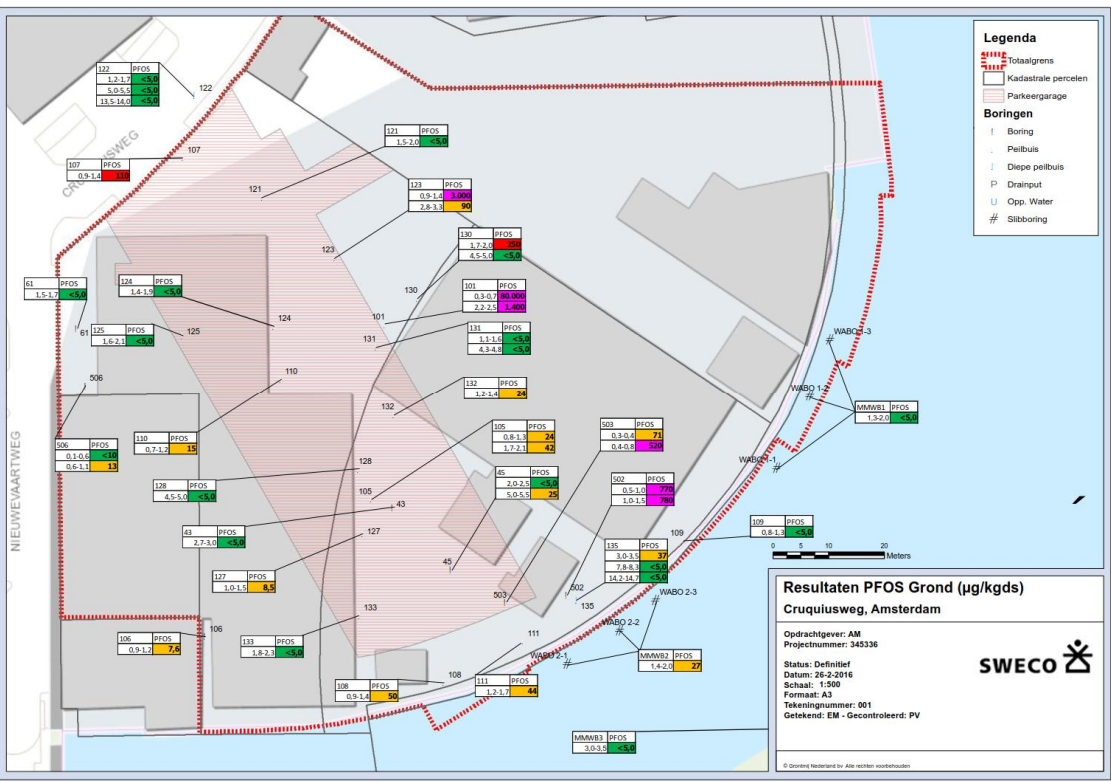 122 PFOS
1,2-1,7 <5,0
5,0-5,5 <5,0
13,5-14,0 <5,0
122
107 PFOS
0,9-1,4 110
107
121 PFOS
1,5-2,0 <5,0
121
123 PFOS
0,9-1,4 3.000
2,8-3,3 90
123
130 PFOS
1,7-2,0 250
4,5-5,0 <5,0
130
61 PFOS
1,5-1,7 <5,0
61
124 PFOS
1,4-1,9 <5,0
124
101 PFOS
0,3-0,7 80.000
2,2-2,5 1.400
101
125 PFOS
1,6-2,1 <5,0
125
131 PFOS
1,1-1,6 <5,0
4,3-4,8 <5,0
131
506
110
132 PFOS
1,2-1,4 24
132
506 PFOS
0,1-0,6 <10
0,6-1,1 13
110 PFOS
0,7-1,2 15
105 PFOS
0,8-1,3 24
1,7-2,1 42
503 PFOS
0,3-0,4 71
0,4-0,8 520
128 PFOS
4,5-5,0 <5,0
128
105
43
45 PFOS
2,0-2,5 <5,0
5,0-5,5 25
502 PFOS
0,5-1,0 770
1,0-1,5 780
43 PFOS
2,7-3,0 <5,0
127
109
109 PFOS
0,8-1,3 <5,0
135 PFOS
3,0-3,5 37
7,8-8,3 <5,0
14,2-14,7 <5,0
127 PFOS
1,0-1,5 8,5
45
503
502
135
133
106 PFOS
0,9-1,2 7,6
106
133 PFOS
1,8-2,3 <5,0
111
108
108 PFOS
0,9-1,4 50
111 PFOS
1,2-1,7 44
WABO 1-3
WABO 1-2
WABO 1-1
MMWB1 PFOS
1,3-2,0 <5,0
WABO 2-3
WABO 2-2
WABO 2-1
MMWB2 PFOS
1,4-2,0 27
MMWB3 PFOS
3,0-3,5 <5,0
NIEUWEVAARTWEG
Legenda
Totaalgrens
Kadastrale percelen
Parkeergarage
Boringen
! Boring
. Peilbuis
Diepe peilbuis
P Drainput
U Opp. Water
# Slibboring
0 5 10 20
Meters
Resultaten PFOS Grond (µg/kgds)
Cruquiusweg, Amsterdam
Opdrachtgever: AM
Projectnummer: 345336
Status: Definitief
Datum: 26-2-2016
Schaal: 1:500
Formaat: A3
Tekeningnummer: 001
Getekend: EM - Gecontroleerd: PV
SWECO
© Grontmij Nederland bv Alle rechten voorbehouden